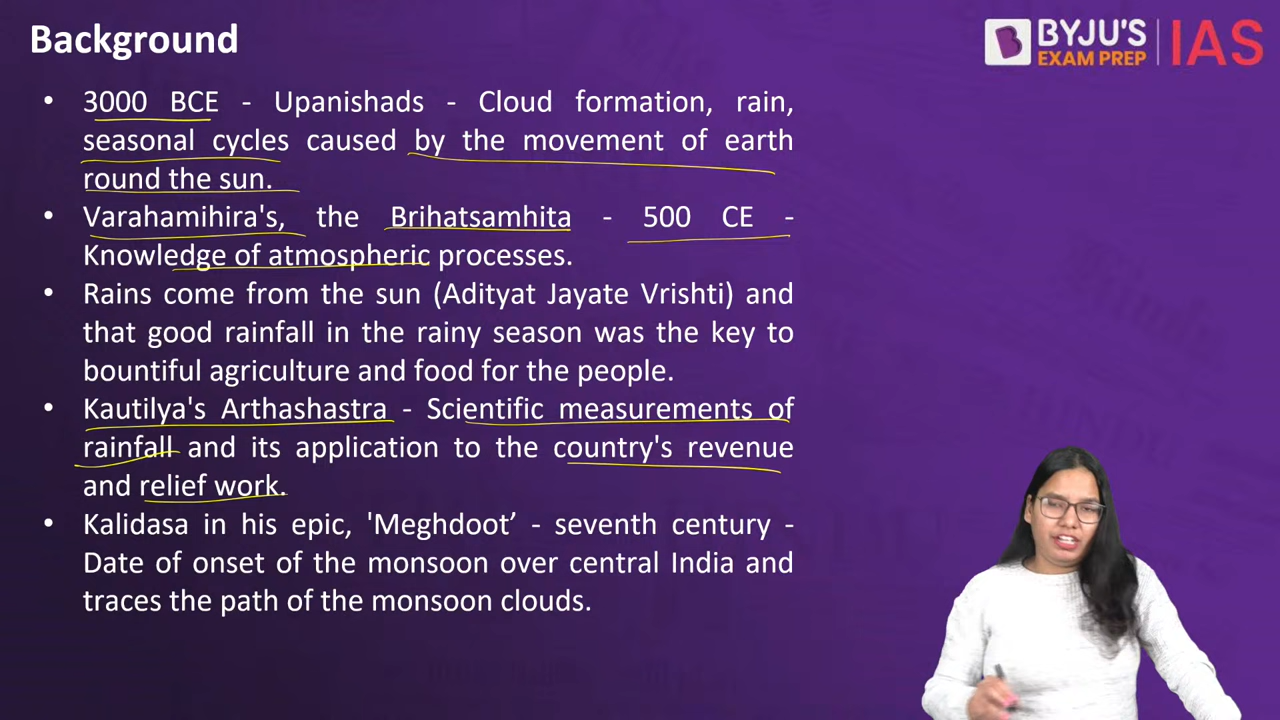 Background
BYJU'S
EXAM PREP
IAS
• 3000 BCE - Upanishads - Cloud formation, rain,
seasonal cycles caused by the movement of earth
round the sun.
• Varahamihira's, the Brihatsamhita - 500 CE -
Knowledge of atmospheric processes.
• Rains come from the sun (Adityat Jayate Vrishti) and
that good rainfall in the rainy season was the key to
bountiful agriculture and food for the people.
• Kautilya's Arthashastra - Scientific measurements of
rainfall and its application to the country's revenue
and relief work.
• Kalidasa in his epic, 'Meghdoot’ - seventh century -
Date of onset of the monsoon over central India and
traces the path of the monsoon clouds.